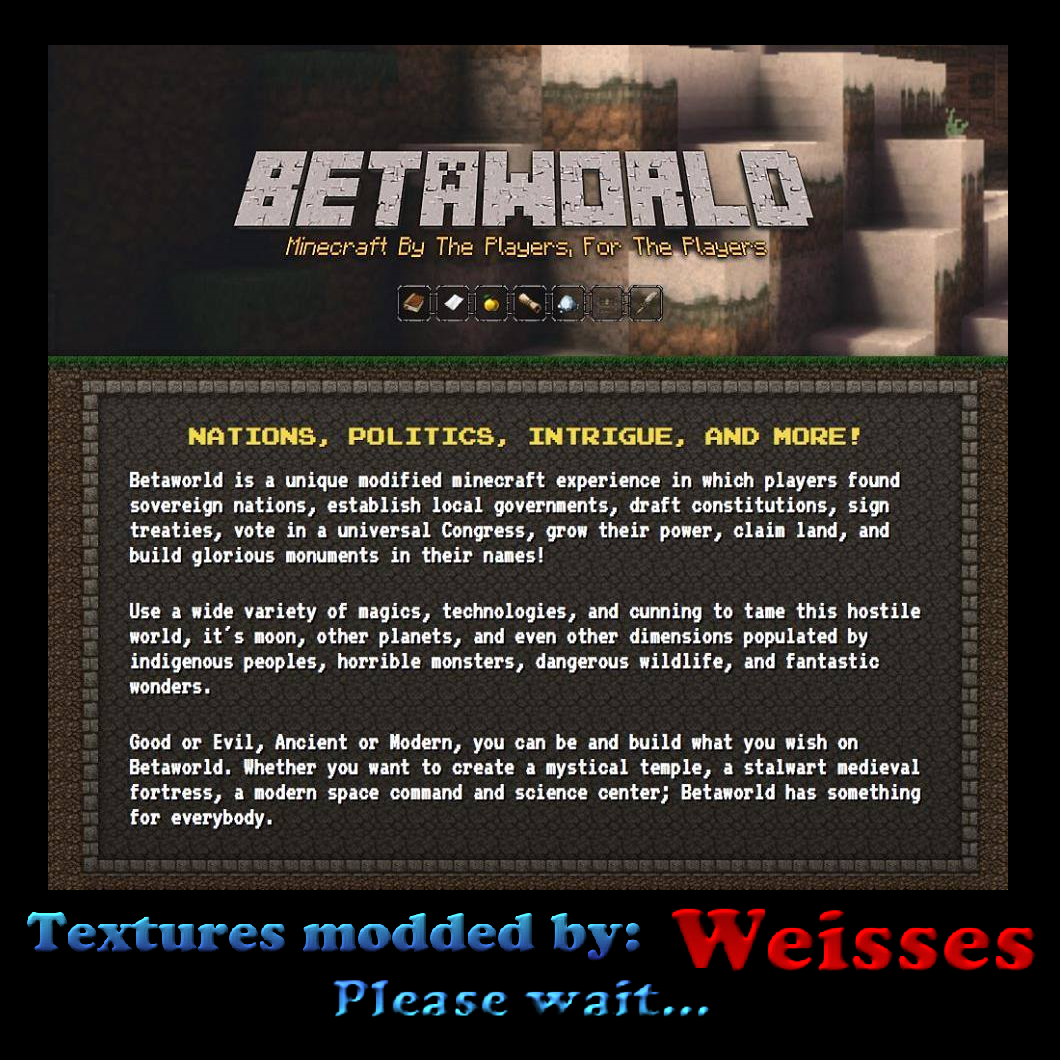 BETAWORLD
Minecraft By The Players, For The Players
NATIONS, POLITICS, INTRIGUE, AND MORE!
Betaworld is a unique modified minecraft experience in which players found
sovereign nations, establish local governments, draft constitutions, sign
treaties, vote in a universal Congress, grow their power, claim land, and
build glorious monuments in their names!
Use a wide variety of magics, technologies, and cunning to tame this hostile
world, it's moon, other planets, and even other dimensions populated by
indigenous peoples, horrible monsters, dangerous wildlife, and fantastic
wonders.
Good or Evil, Ancient or Modern, you can be and build what you wish on
Betaworld. Whether you want to create a mystical temple, a stalwart medieval
fortress, a modern space command and science center; Betaworld has something
for everybody.
Textures modded by: Weisses
Please wait...